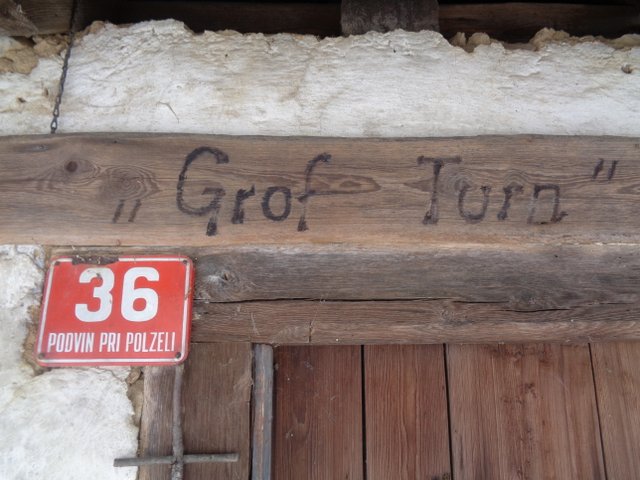 „Grof Turn"
36
PODVIN PRI POLZELI